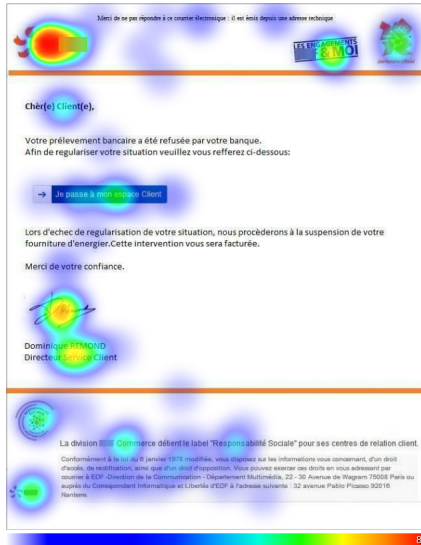 Merci de ne pas répondre à ce courrier électronique : il est émis depuis une adresse technique
LES ENGAGEMENTS
& MOI
partenaire officiel
Chèr(e) Client(e),
Votre prélevement bancaire a été refusée par votre banque.
Afin de regulariser votre situation veuillez vous refferez ci-dessous:
Je passe à mon espace Client
Lors d'echec de regularisation de votre situation, nous procèderons à la suspension de votre
fourniture d'energier.Cette intervention vous sera facturée.
Merci de votre confiance.
Dominique REMOND
Directeur Service Client
La division Commerce détient le label "Responsabilité Sociale" pour ses centres de relation client.
Conformément à la loi du 6 janvier 1978 modifiée, vous disposez sur les informations vous concernant, d'un droit
d'accès, de rectification, ainsi que d'un droit d'opposition. Vous pouvez exercer ces droits en vous adressant par
courrier à EDF -Direction de la Communication - Département Multimédia, 22 - 30 Avenue de Wagram 75008 Paris ou
auprès du Correspondant Informatique et Libertés d'EDF à l'adresse suivante : 32 avenue Pablo Picasso 92016
Nanterre.
8